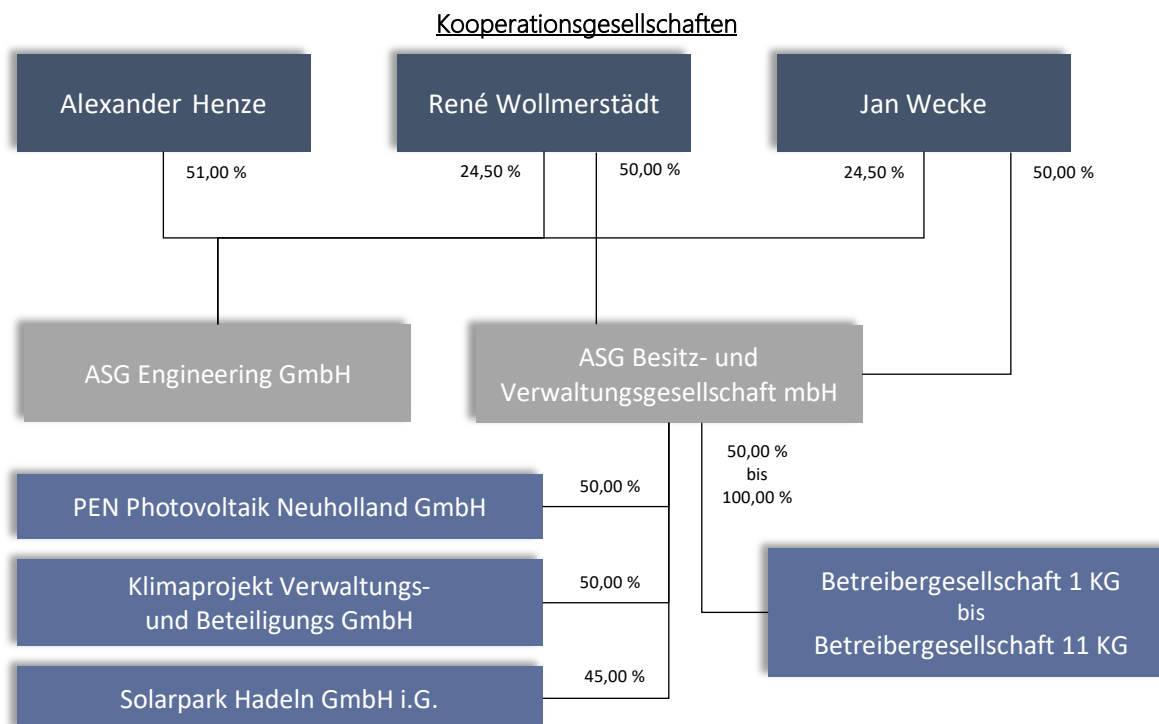 Kooperationsgesellschaften
Alexander Henze
René Wollmerstädt
Jan Wecke
51,00 %
24,50 %
50,00 %
24,50 %
50,00 %
ASG Engineering GmbH
ASG Besitz- und
Verwaltungsgesellschaft mbH
50,00 %
bis
100,00 %
PEN Photovoltaik Neuholland GmbH
50,00 %
Klimaprojekt Verwaltungs-
und Beteiligungs GmbH
50,00 %
Betreibergesellschaft 1 KG
bis
Betreibergesellschaft 11 KG
Solarpark Hadeln GmbH i.G.
45,00 %